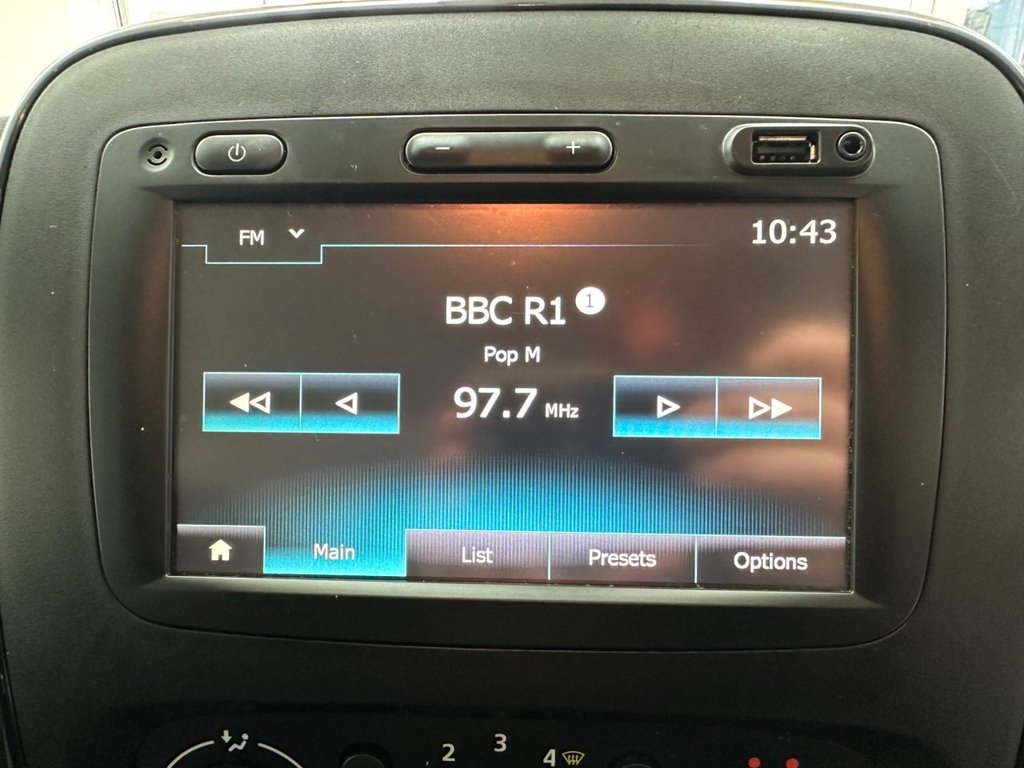 − +
FM 10:43
BBC R1 1
Pop M
97.7 MHz
Main List Presets Options
2 3 4